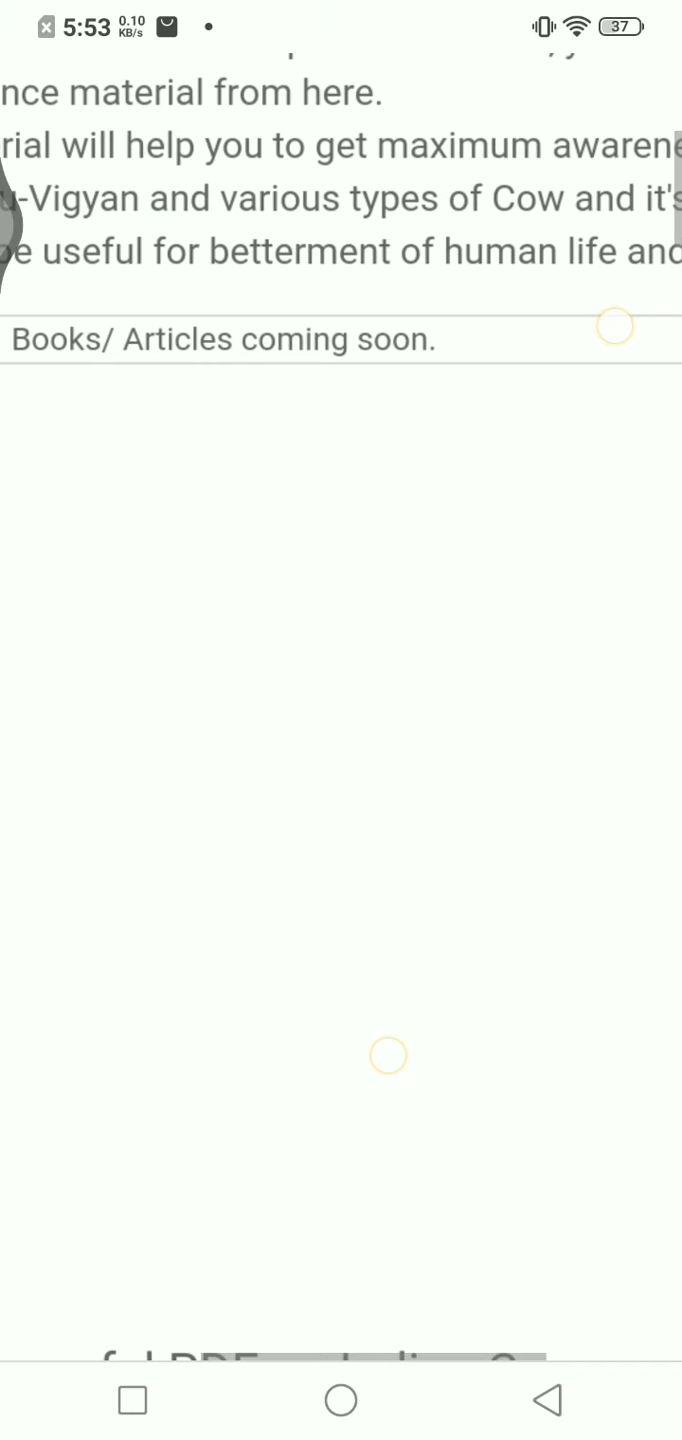 5:53 0.10 KB/s 37
nce material from here.
rial will help you to get maximum awarene
u-Vigyan and various types of Cow and it's
be useful for betterment of human life and
Books/ Articles coming soon.